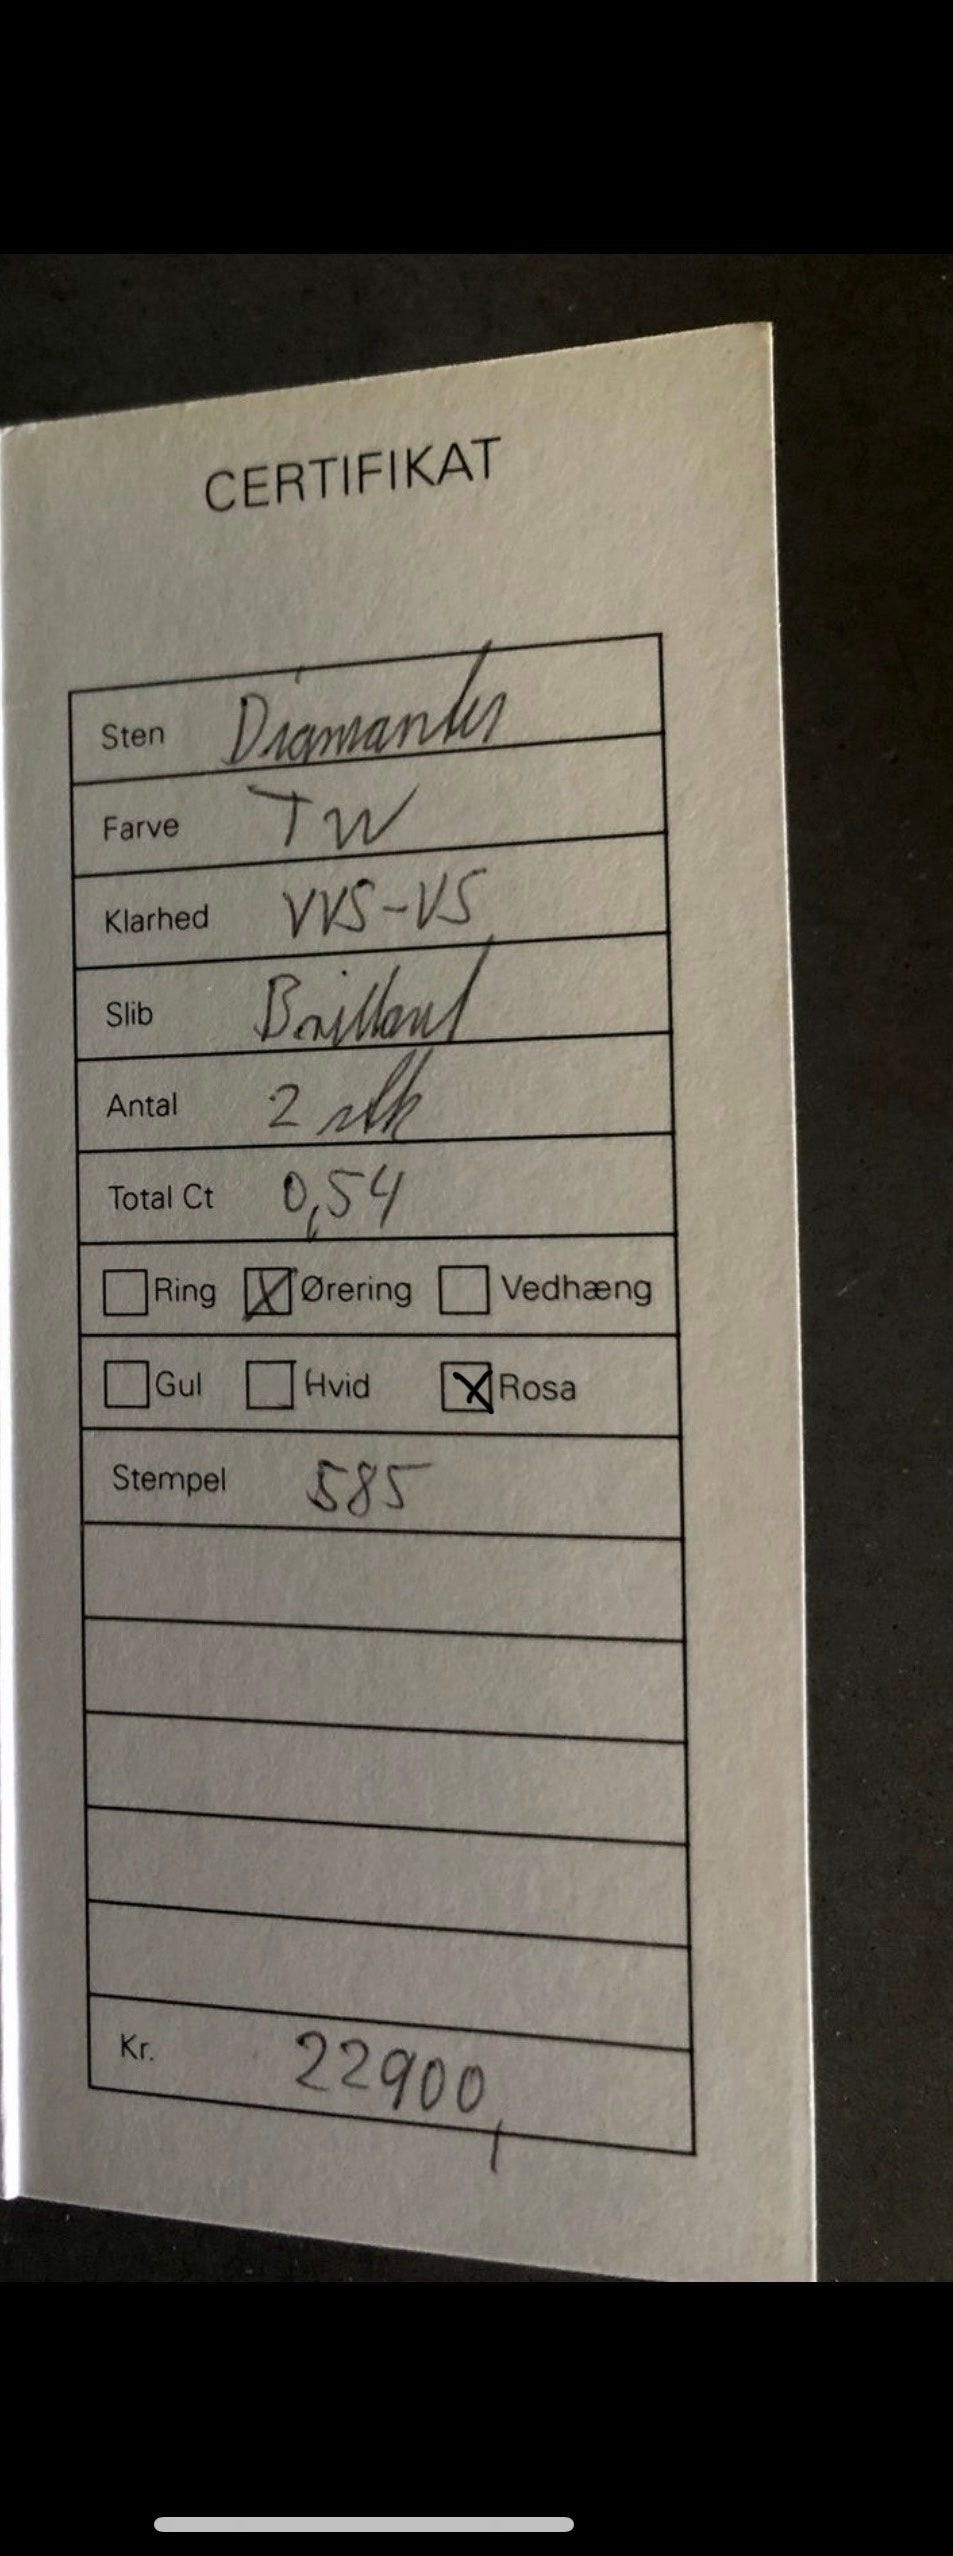 CERTIFIKAT
Sten Diamanter
Farve TW
Klarhed VVS-VS
Slib Brillant
Antal 2 stk
Total Ct 0,54
Ring X Ørering Vedhæng
Gul Hvid X Rosa
Stempel 585
Kr. 22900,